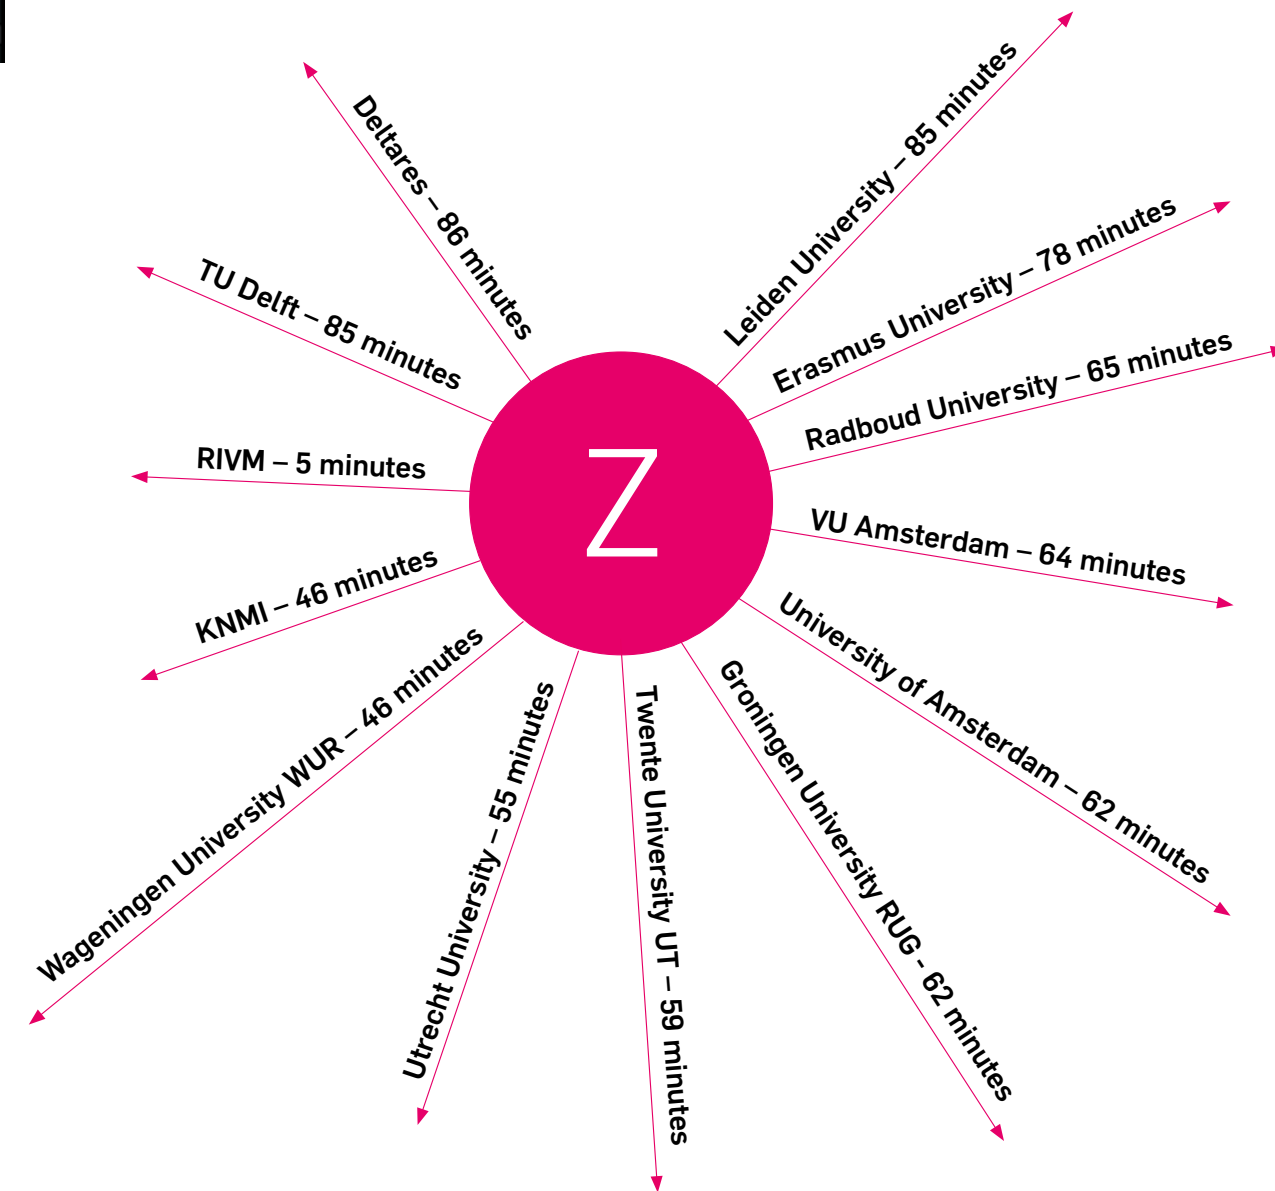 Leiden University – 85 minutes
Erasmus University – 78 minutes
Radboud University – 65 minutes
VU Amsterdam – 64 minutes
University of Amsterdam – 62 minutes
Groningen University RUG - 62 minutes
Twente University UT – 59 minutes
Utrecht University – 55 minutes
Wageningen University WUR – 46 minutes
KNMI – 46 minutes
RIVM – 5 minutes
TU Delft – 85 minutes
Deltares – 86 minutes
Z